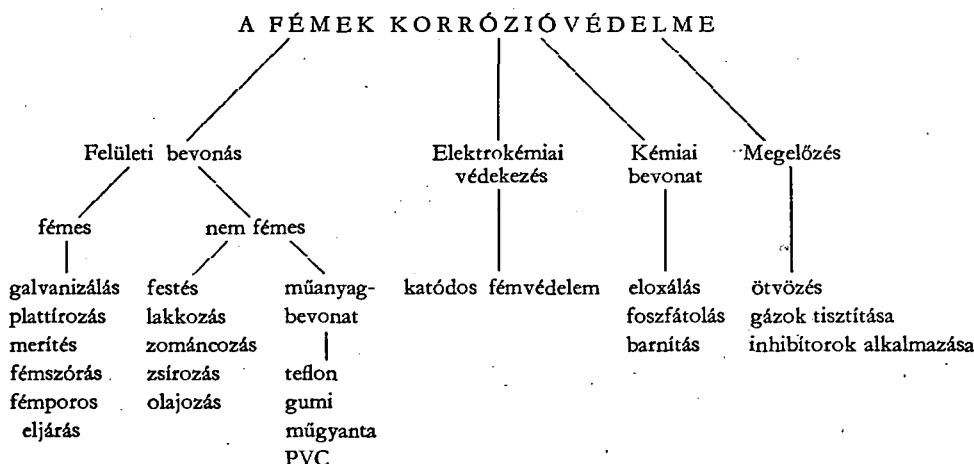 A FÉMEK KORRÓZIÓVÉDELME
Felületi bevonás
Elektrokémiai
védekezés
Kémiai
bevonat
Megelőzés
fémes
nem fémes
galvanizálás
plattírozás
merítés
fémszórás
fémporos
eljárás
festés
lakkozás
zománcozás
zsírozás
olajozás
műanyag-
bevonat
teflon
gumi
műgyanta
PVC
katódos fémvédelem
eloxálás
foszfátolás
barnítás
ötvözés
gázok tisztítása
inhibítorok alkalmazása